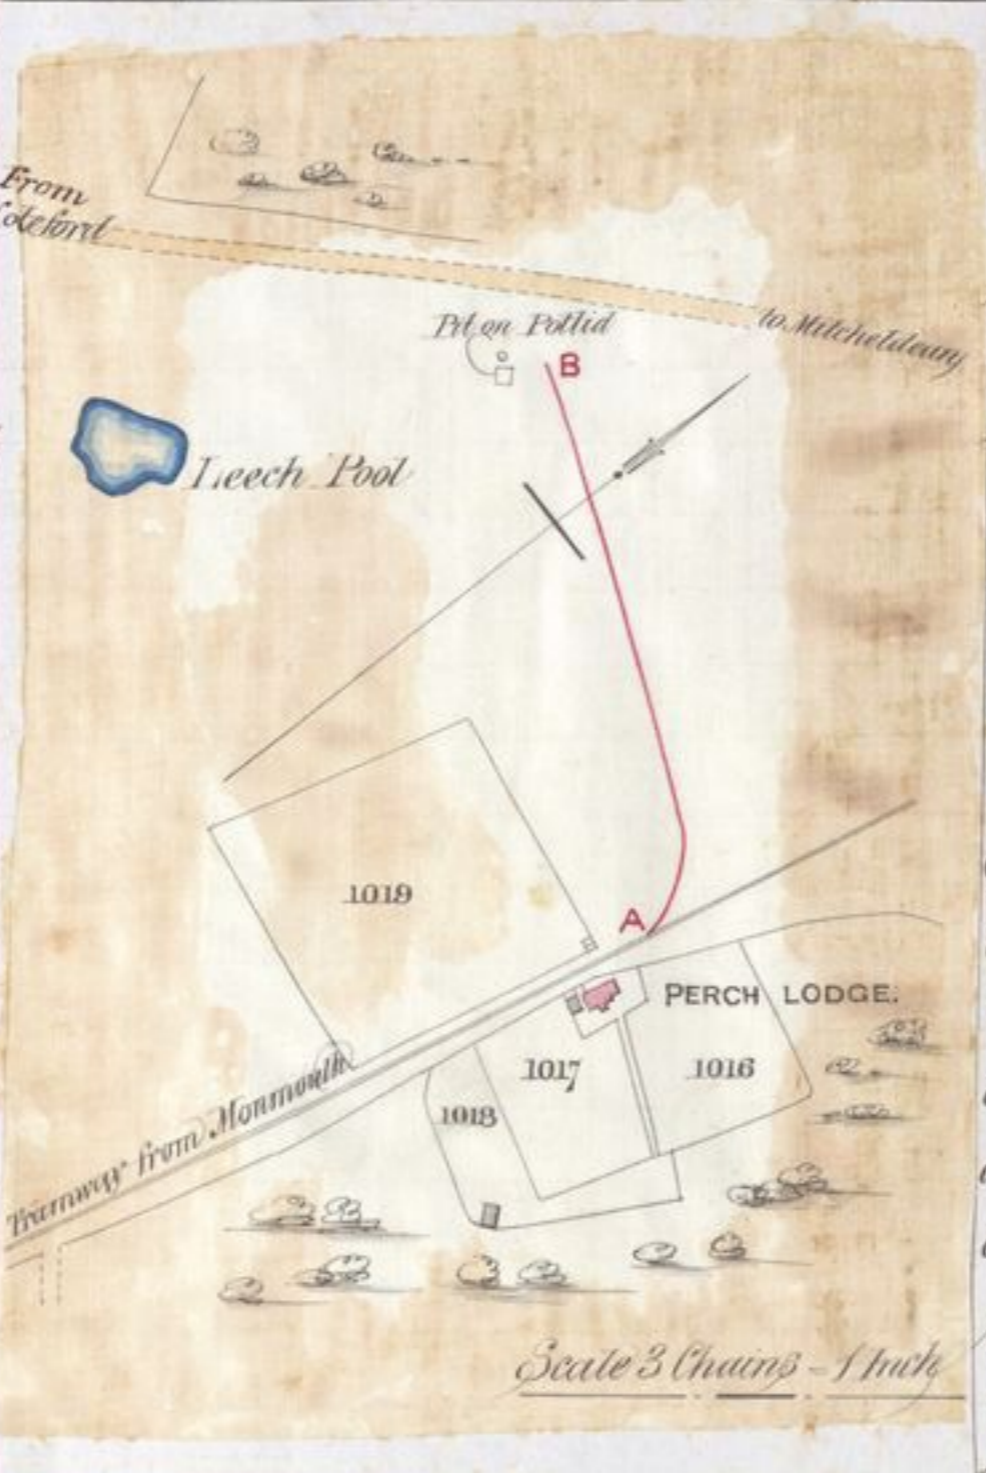 From
Coleford
to Mitcheldean
Pit on Pollid
B
Leech Pool
1019
A
PERCH LODGE.
1017
1016
1018
Tramway from Monmouth
Scale 3 Chains - 1 Inch